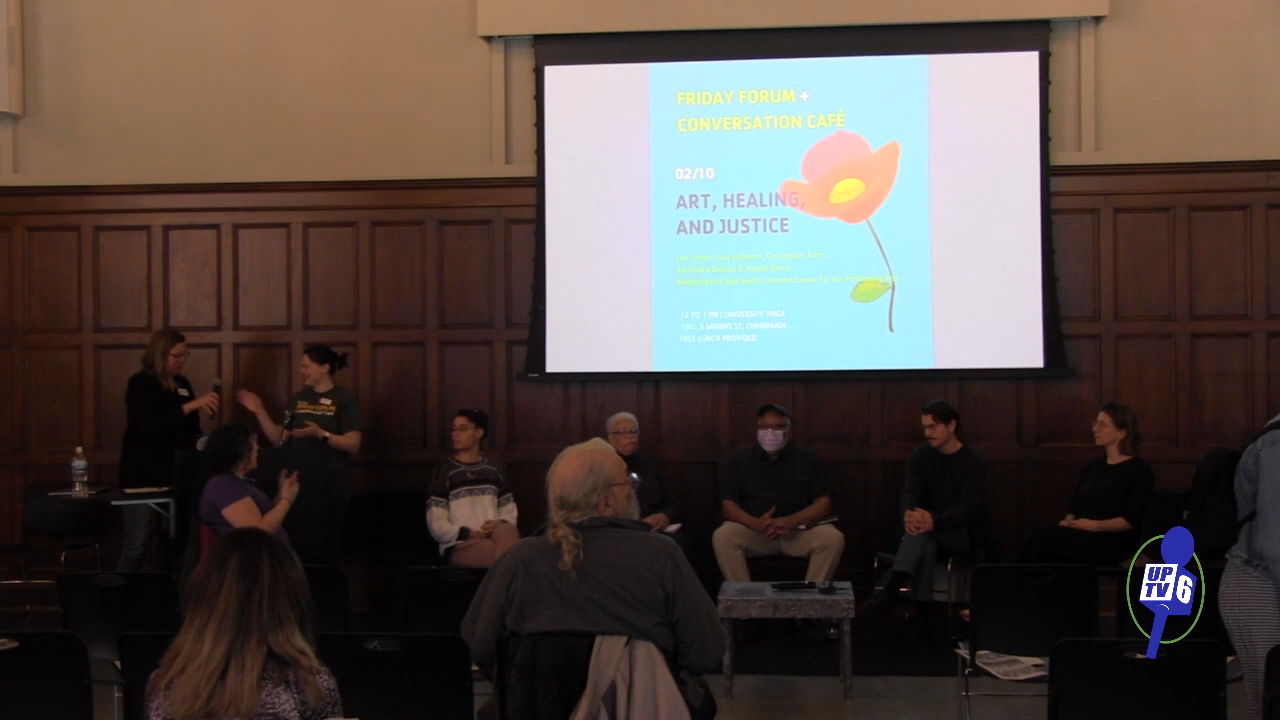 FRIDAY FORUM +
CONVERSATION CAFÉ
02/10
ART, HEALING,
AND JUSTICE
12 TO 1 PM | UNIVERSITY YMCA
1001 S WRIGHT ST, CHAMPAIGN
FREE LUNCH PROVIDED
UP
TV 6